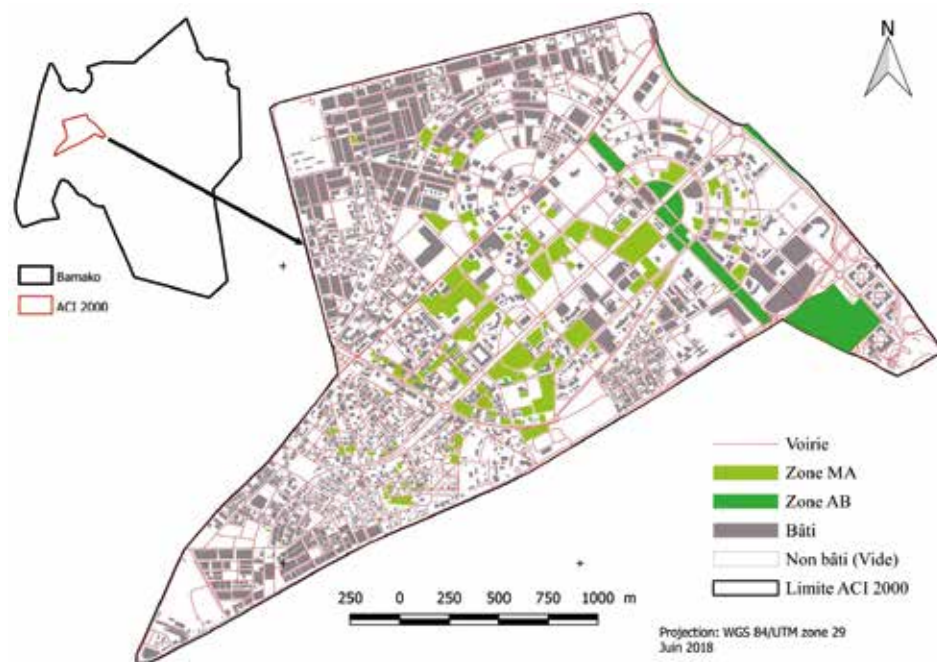 N
Bamako
ACI 2000
Voirie
Zone MA
Zone AB
Bâti
Non bâti (Vide)
Limite ACI 2000
250 0 250 500 750 1000 m
Projection: WGS 84/UTM zone 29
Juin 2018